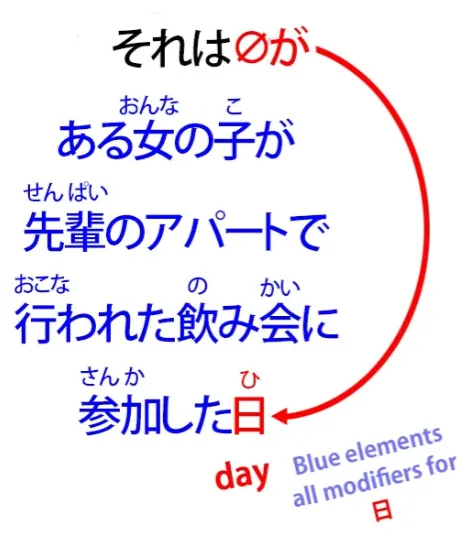 それは∅が
おんな こ
ある女の子が
せんぱい
先輩のアパートで
おこな の かい
行われた飲み会に
さんか ひ
参加した日
day
Blue elements
all modifiers for
日